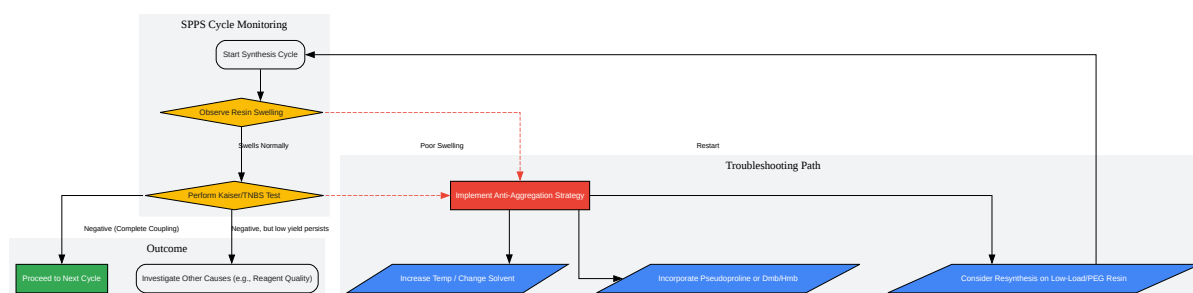 SPPS Cycle Monitoring
Start Synthesis Cycle
Observe Resin Swelling
Swells Normally
Poor Swelling
Restart
Troubleshooting Path
Perform Kaiser/TNBS Test
Implement Anti-Aggregation Strategy
Negative (Complete Coupling)
Negative, but low yield persists
Outcome
Proceed to Next Cycle
Investigate Other Causes (e.g., Reagent Quality)
Increase Temp / Change Solvent
Incorporate Pseudoproline or Dmb/Hmb
Consider Resynthesis on Low-Load/PEG Resin